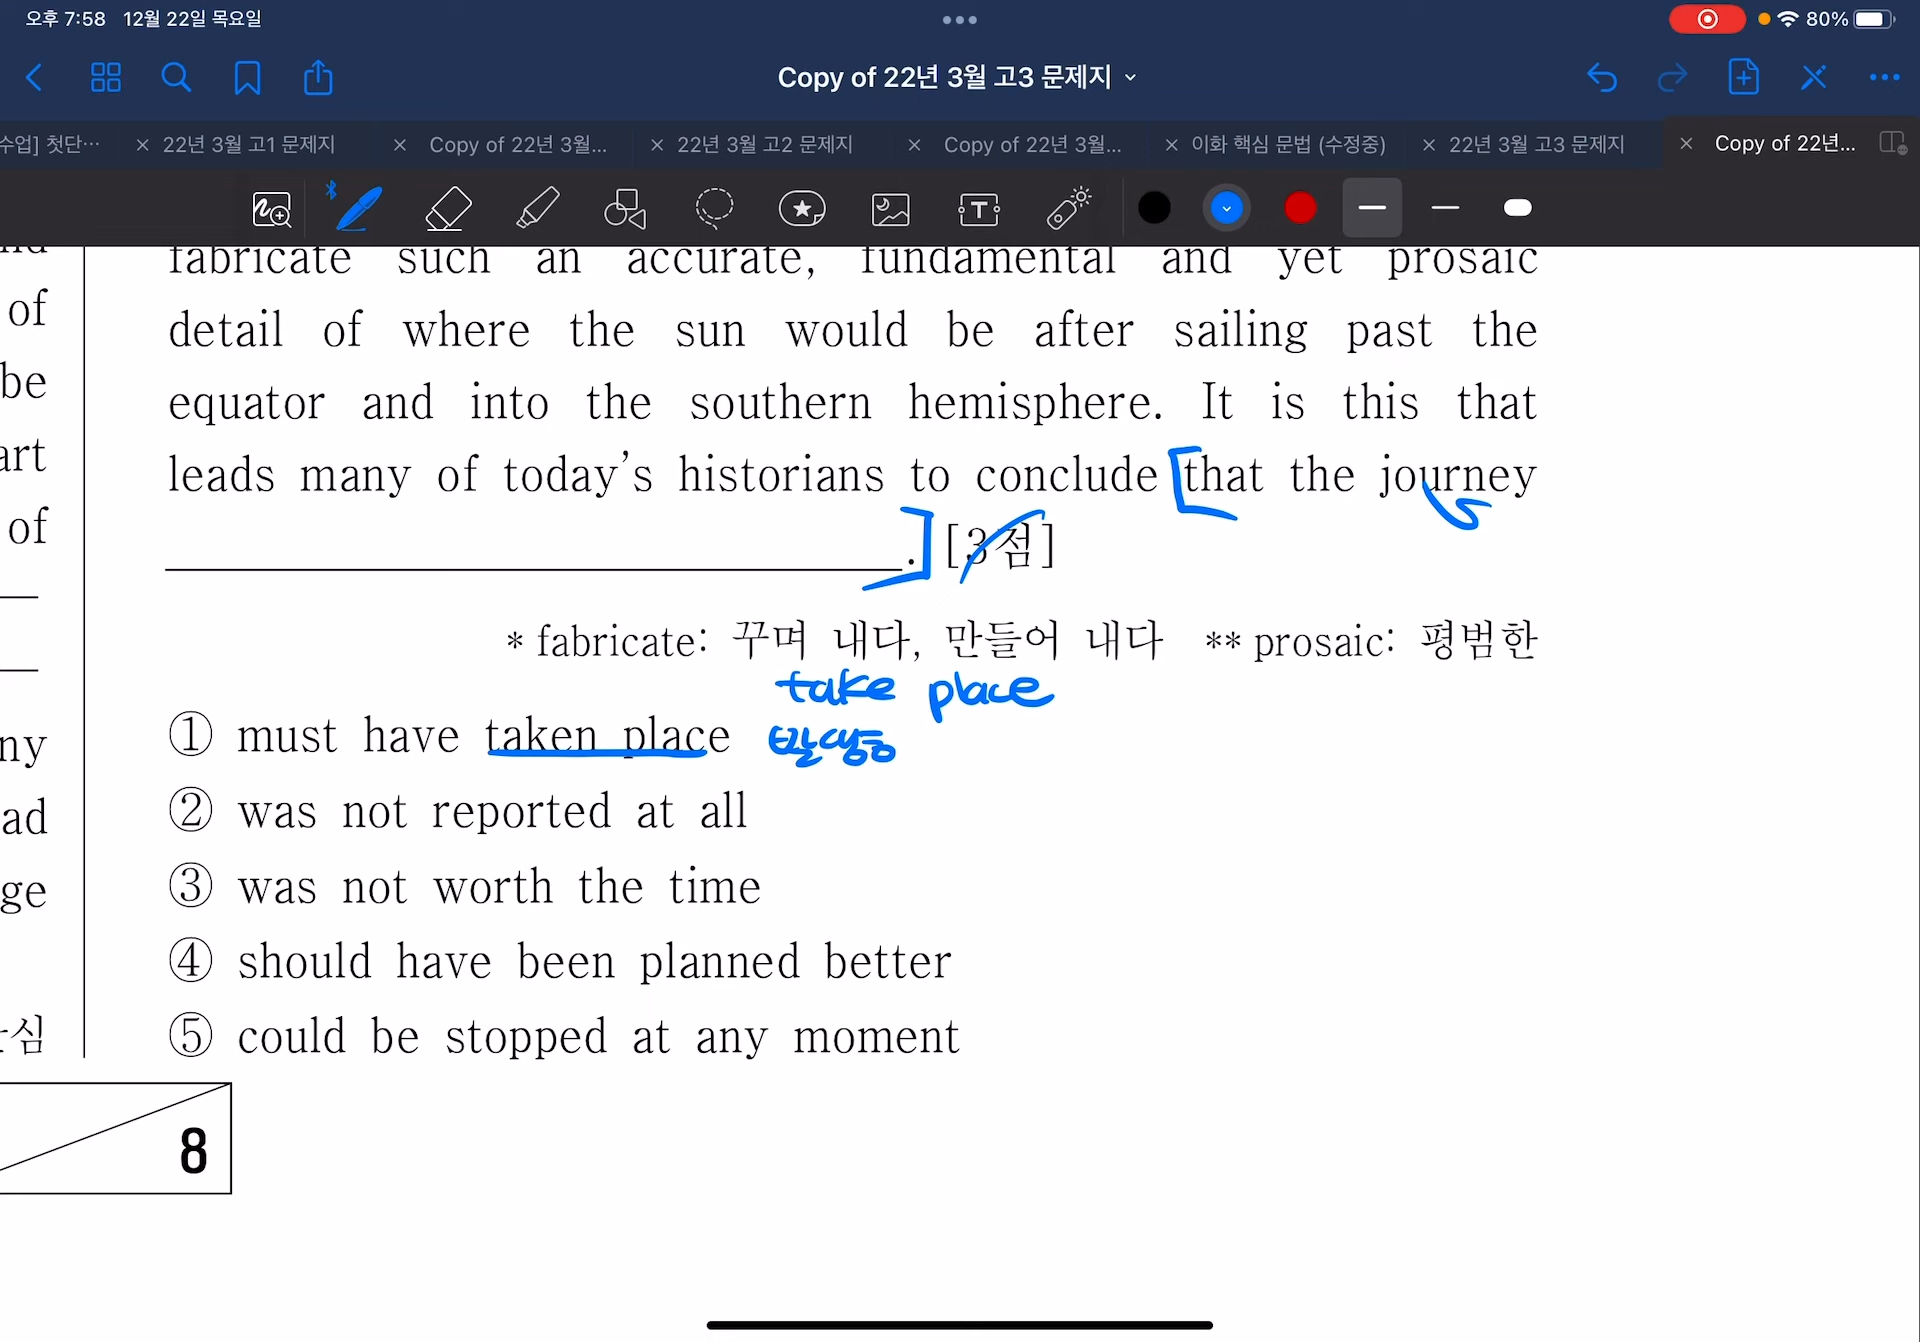 오후 7:58 12월 22일 목요일
80%
Copy of 22년 3월 고3 문제지
수업] 첫단… × 22년 3월 고1 문제지 × Copy of 22년 3월... × 22년 3월 고2 문제지 × Copy of 22년 3월... × 이화 핵심 문법 (수정중) × 22년 3월 고3 문제지 × Copy of 22년...
fabricate such an accurate, fundamental and yet prosaic
of
detail of where the sun would be after sailing past the
be
equator and into the southern hemisphere. It is this that
art
leads many of today's historians to conclude [that the journey S
of
____________.] [3점]
* fabricate: 꾸며 내다, 만들어 내다 ** prosaic: 평범한
take place
ny
① must have taken place 발생
ad
② was not reported at all
ge
③ was not worth the time
④ should have been planned better
심
⑤ could be stopped at any moment
8